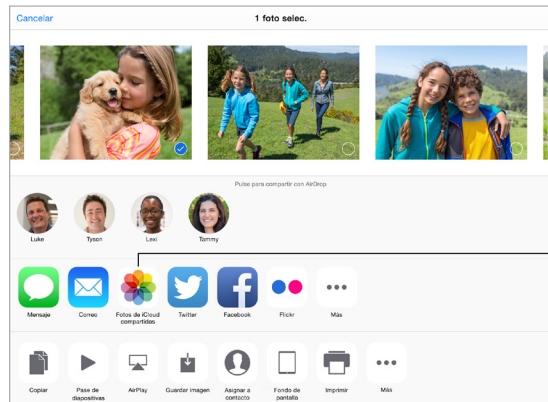 Cancelar
1 foto selec.
Pulse para compartir con AirDrop
Luke
Tyson
Lexi
Tammy
Mensaje
Correo
Fotos de iCloud
compartidas
Twitter
Facebook
Flickr
Más
Copiar
Pase de
diapositivas
AirPlay
Guardar imagen
Asignar a
contacto
Fondo de
pantalla
Imprimir
Más